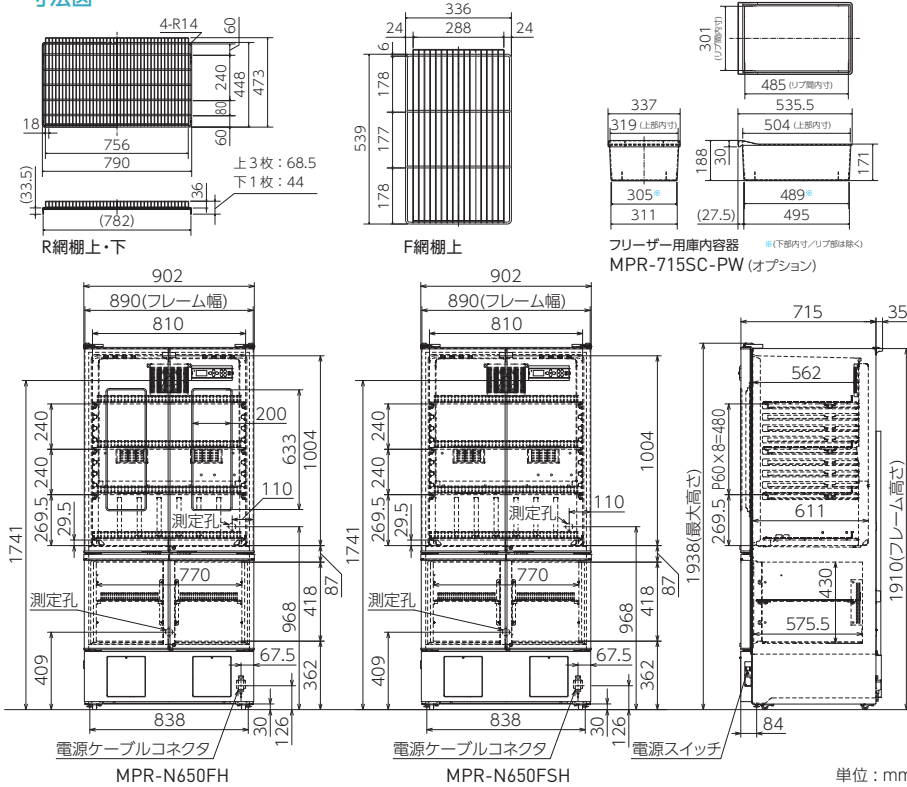 寸法図
4-R14
60
240
448
473
80
60
18
756
790
(33.5)
36
上3枚：68.5
下1枚：44
(782)
R網棚上・下
336
24
288
24
6
178
177
178
539
F網棚上
301
(リブ間内寸)
485 (リブ間内寸)
337
319 (上部内寸)
188
305※
311
535.5
504 (上部内寸)
30
171
489※
(27.5)
495
フリーザー用庫内容器
※(下部内寸／リブ部は除く)
MPR-715SC-PW (オプション)
902
890(フレーム幅)
810
200
633
1004
240
240
269.5
29.5
1741
110
測定孔
87
770
測定孔
418
968
362
409
67.5
838
30
126
電源ケーブルコネクタ
MPR-N650FH
902
890(フレーム幅)
810
1004
240
240
269.5
29.5
1741
110
測定孔
87
770
測定孔
418
968
362
409
67.5
838
30
126
電源ケーブルコネクタ
MPR-N650FSH
715
35
562
P60×8=480
269.5
611
1938(最大高さ)
1910(フレーム高さ)
430
575.5
84
電源スイッチ
単位：mm